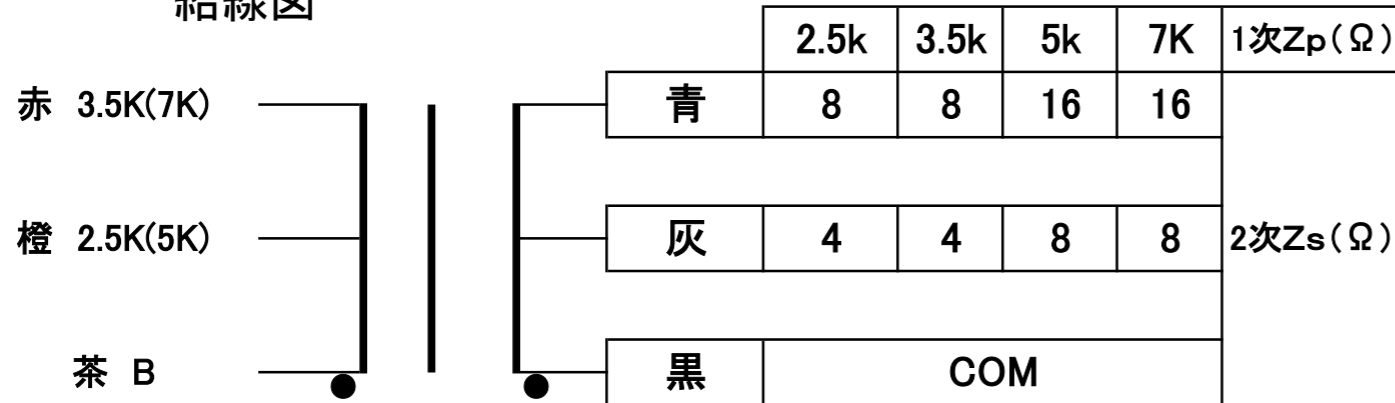 結線図
2.5k 3.5k 5k 7K 1次Zp(Ω)
赤 3.5K(7K) 青 8 8 16 16
橙 2.5K(5K) 灰 4 4 8 8 2次Zs(Ω)
茶 B 黒 COM